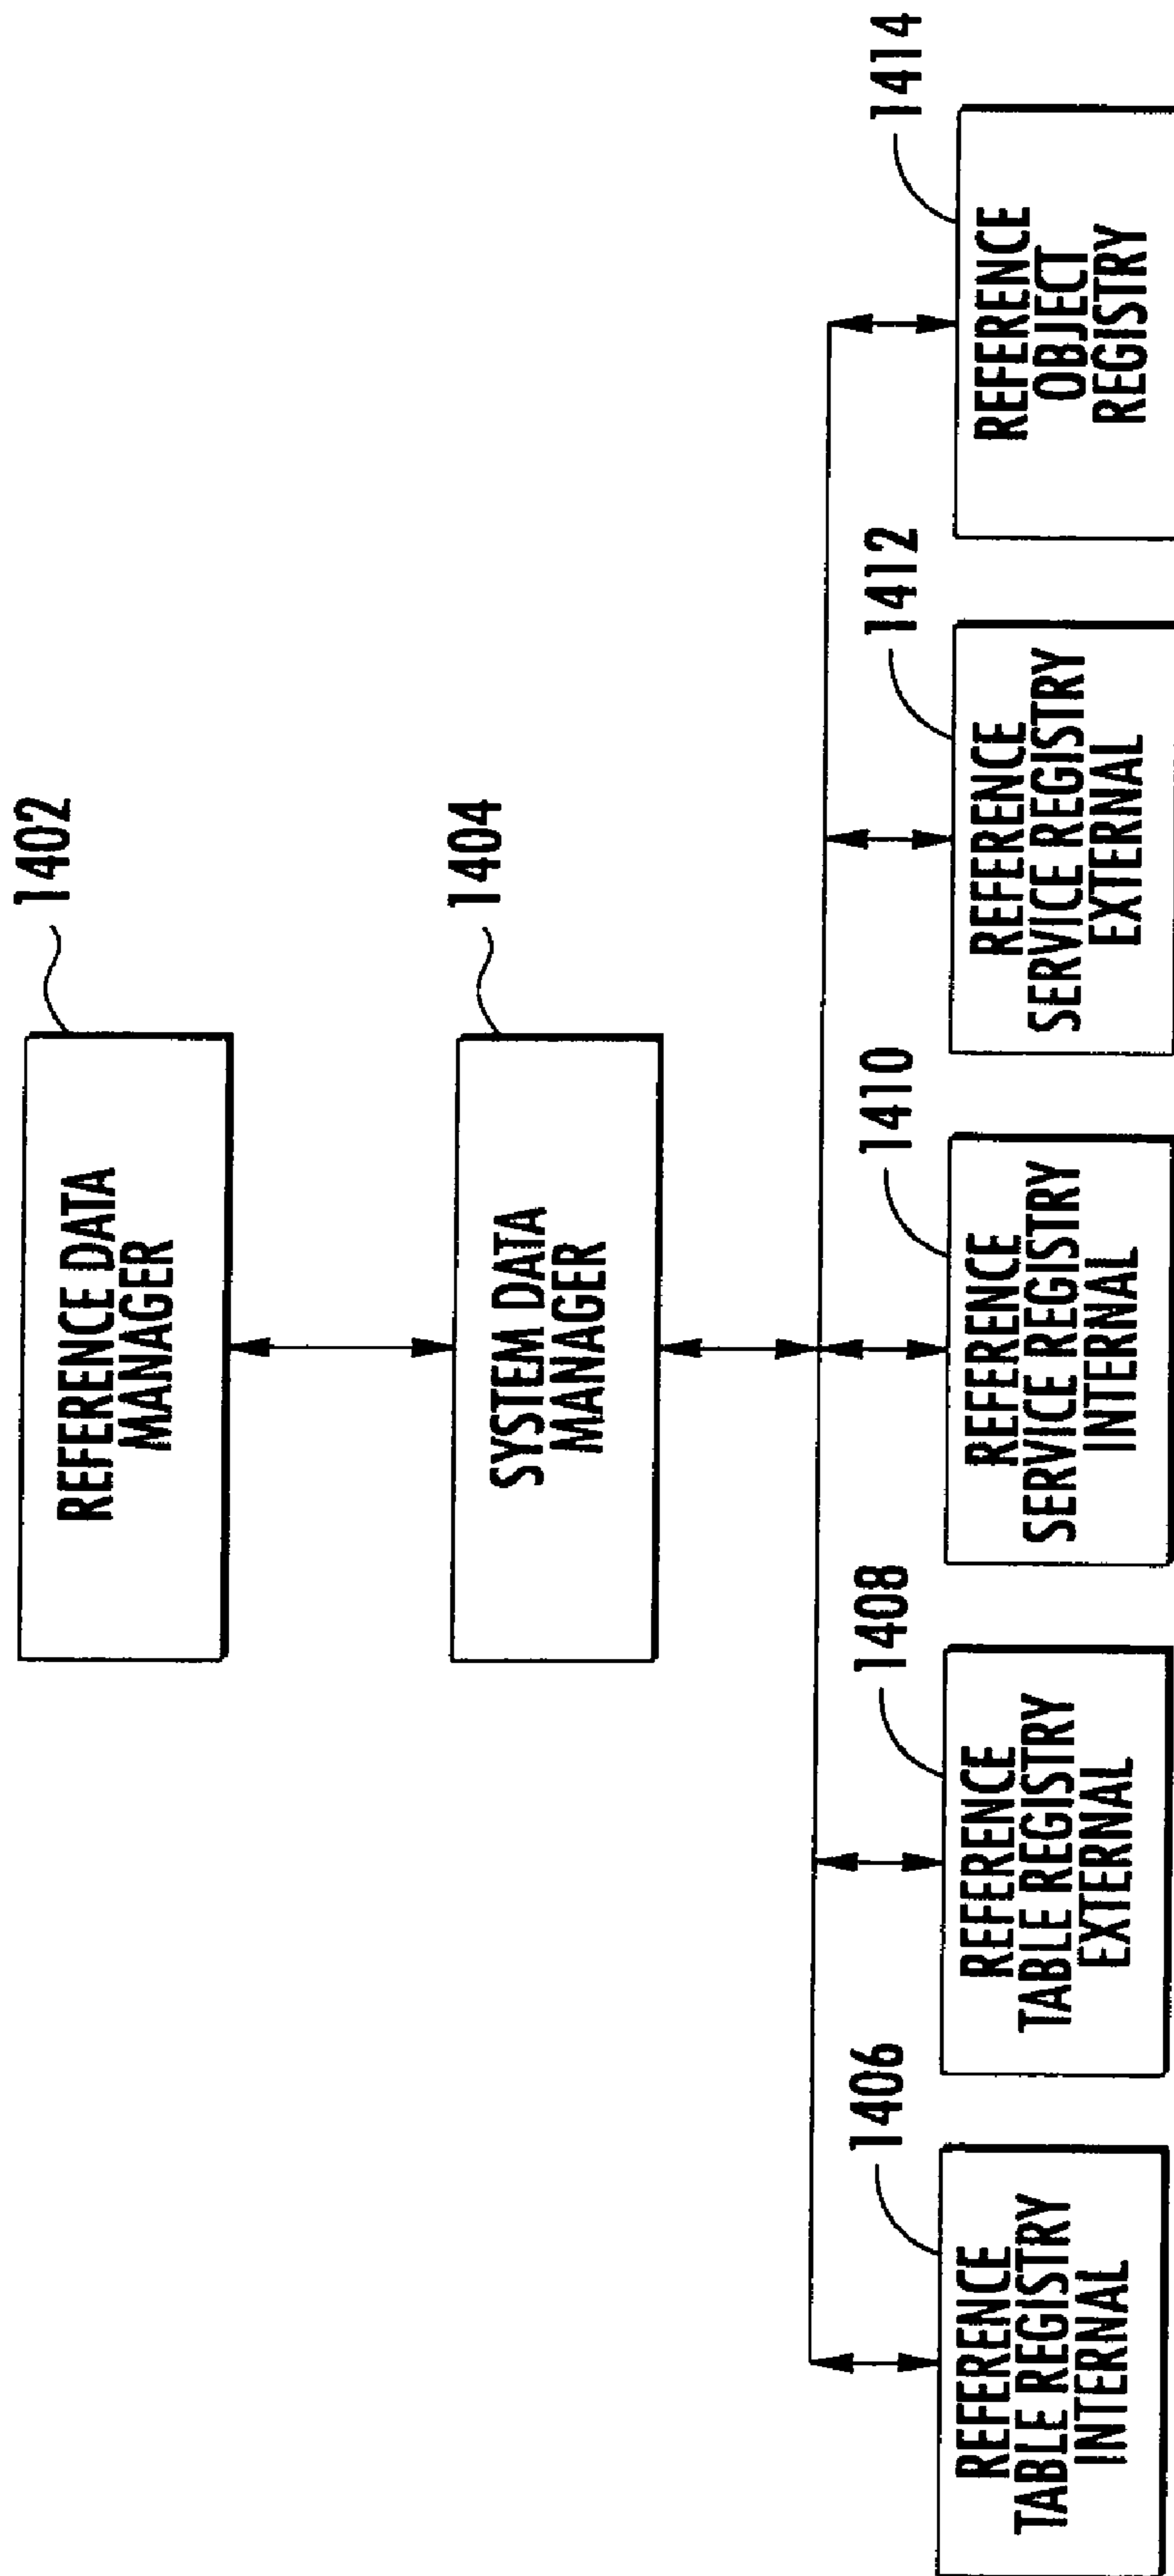 1402
REFERENCE DATA
MANAGER
1404
SYSTEM DATA
MANAGER
1406
REFERENCE
TABLE REGISTRY
INTERNAL
1408
REFERENCE
TABLE REGISTRY
EXTERNAL
1410
REFERENCE
SERVICE REGISTRY
INTERNAL
1412
REFERENCE
SERVICE REGISTRY
EXTERNAL
1414
REFERENCE
OBJECT
REGISTRY